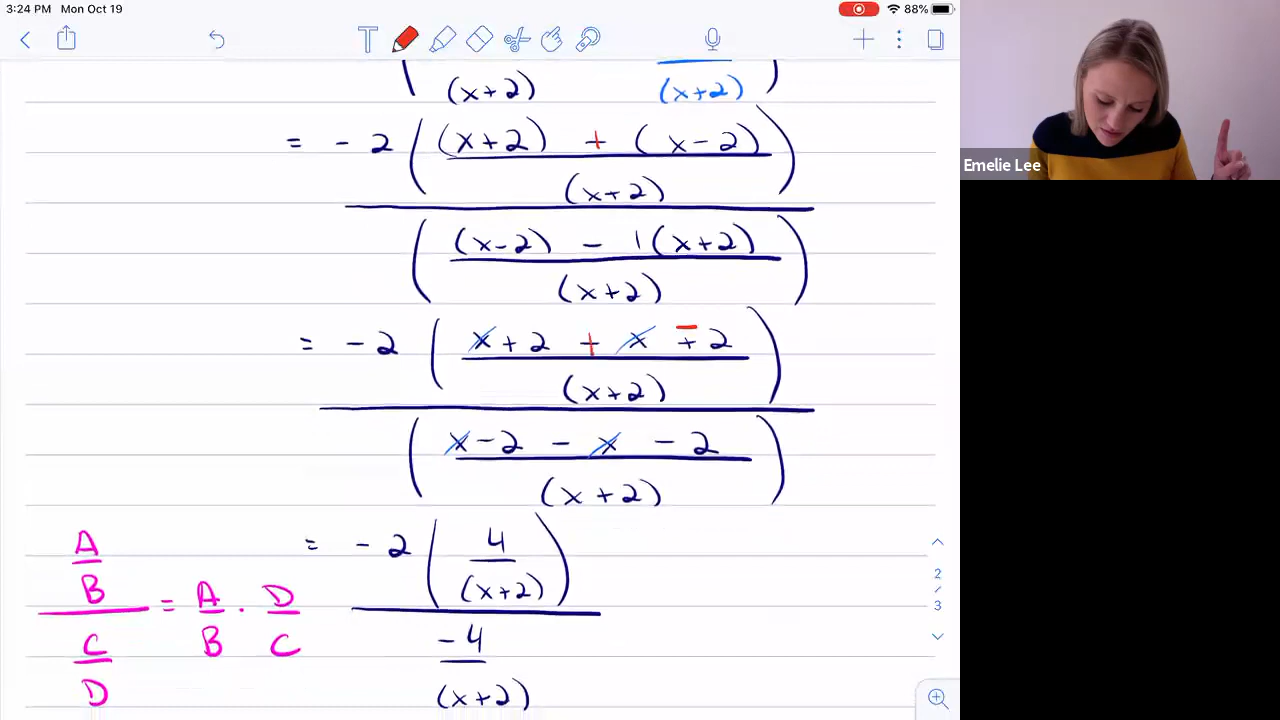 3:24 PM Mon Oct 19
88%
T
(x+2) (x+2)
= -2 ( (x+2) + (x-2)
(x+2) )
( (x-2) - 1(x+2)
(x+2) )
= -2 ( x+2 + x ∓ 2
(x+2) )
( x-2 - x - 2
(x+2) )
= -2 ( 4
(x+2) )
-4
(x+2)
A
B
C
D
= A · D
B C
2
/
3
Emelie Lee